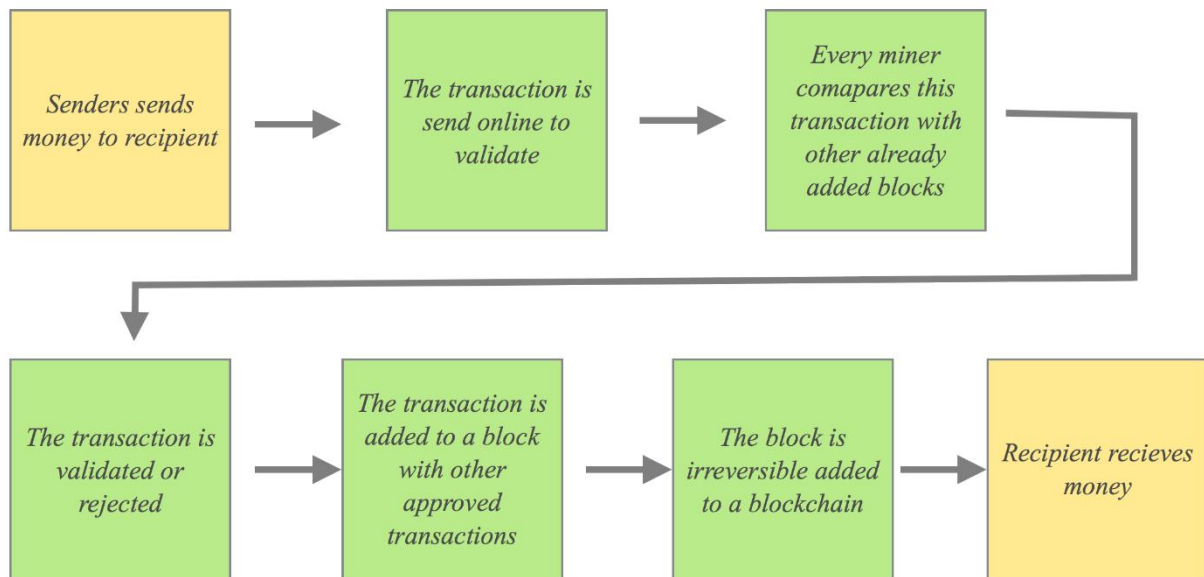 Senders sends
money to recipient
The transaction is
send online to
validate
Every miner
comapares this
transaction with
other already
added blocks
The transaction is
validated or
rejected
The transaction is
added to a block
with other
approved
transactions
The block is
irreversible added
to a blockchain
Recipient recieves
money